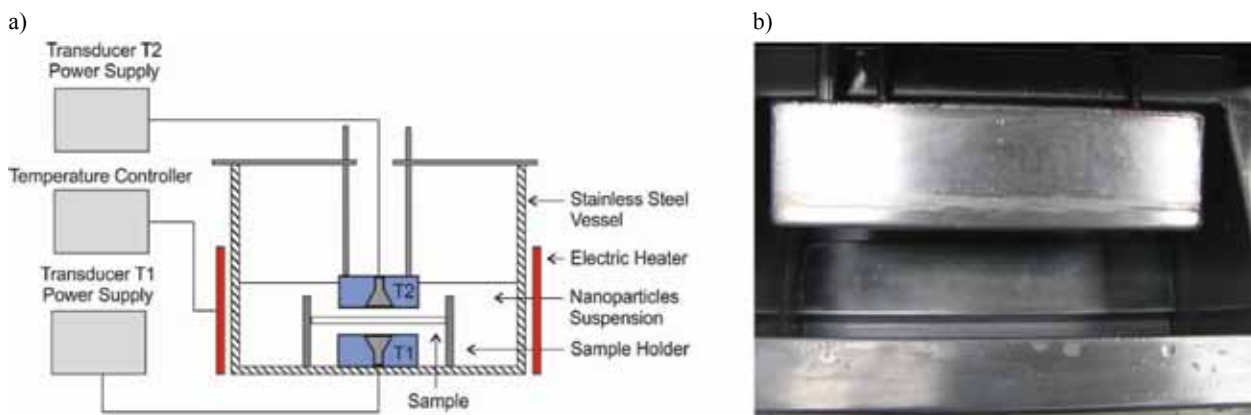 a)
b)
Transducer T2
Power Supply
Temperature Controller
Transducer T1
Power Supply
Stainless Steel
Vessel
Electric Heater
T2
Nanoparticles
Suspension
T1
Sample Holder
Sample